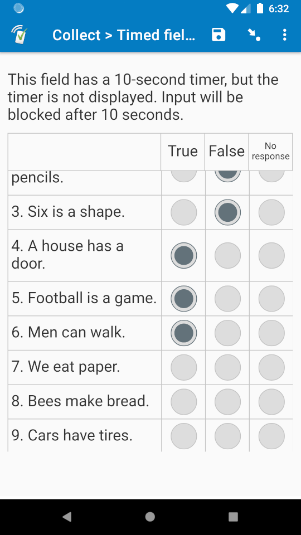 6:32
Collect > Timed fiel...
This field has a 10-second timer, but the
timer is not displayed. Input will be
blocked after 10 seconds.
True False No
response
pencils.
3. Six is a shape.
4. A house has a
door.
5. Football is a game.
6. Men can walk.
7. We eat paper.
8. Bees make bread.
9. Cars have tires.